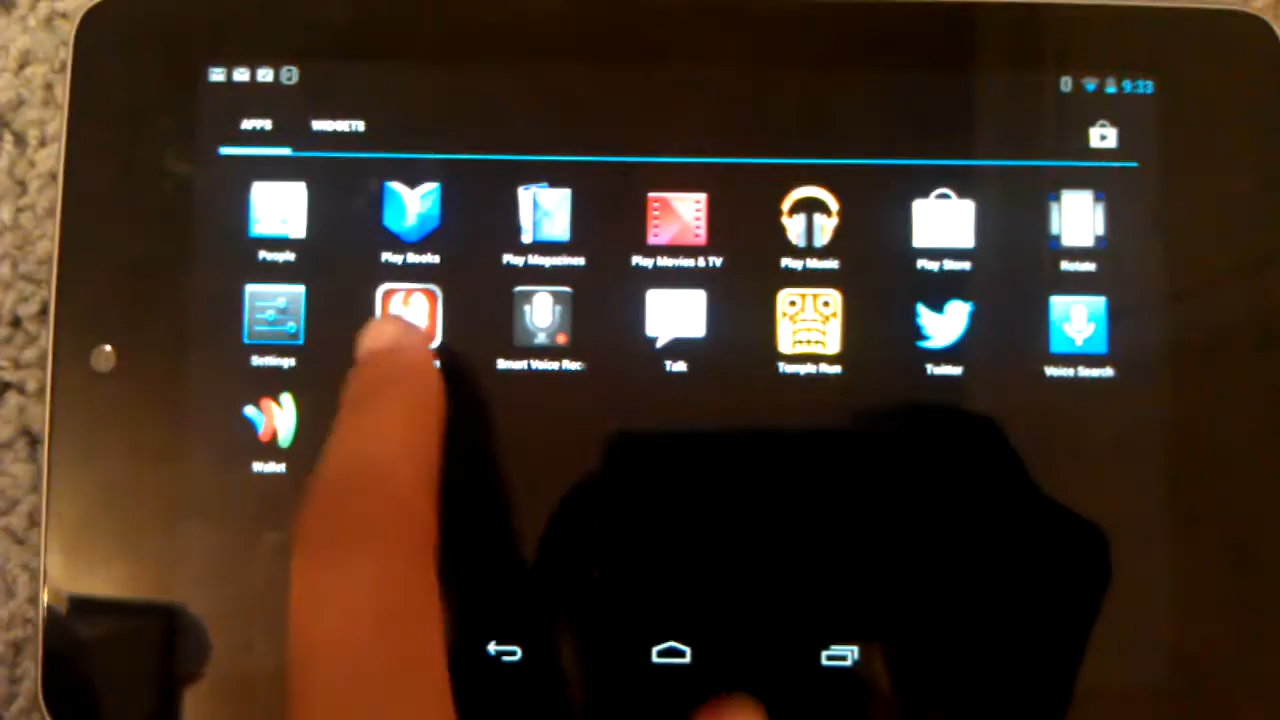 9:33
APPS WIDGETS
People Play Books Play Magazines Play Movies & TV Play Music Play Store Rotate
Settings Smart Voice Rec Talk Temple Run Twitter Voice Search
Wallet